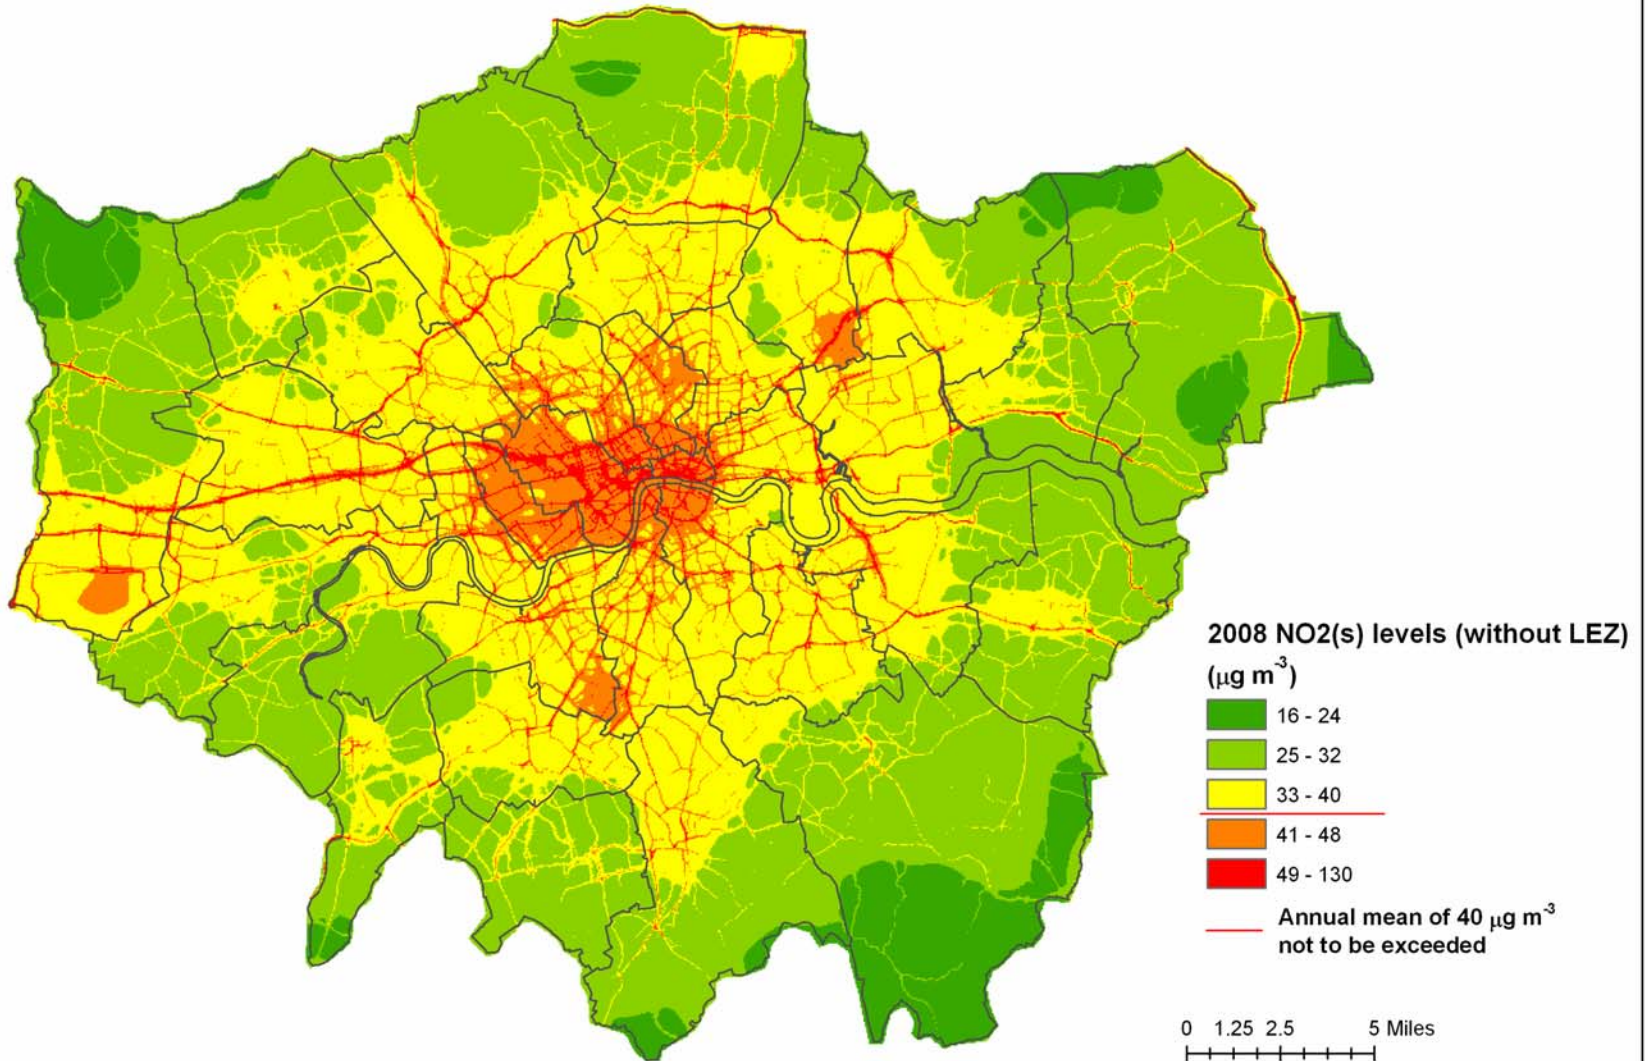 2008 NO2(s) levels (without LEZ)
(µg m-3)
16 - 24
25 - 32
33 - 40
41 - 48
49 - 130
Annual mean of 40 µg m-3
not to be exceeded
0 1.25 2.5 5 Miles